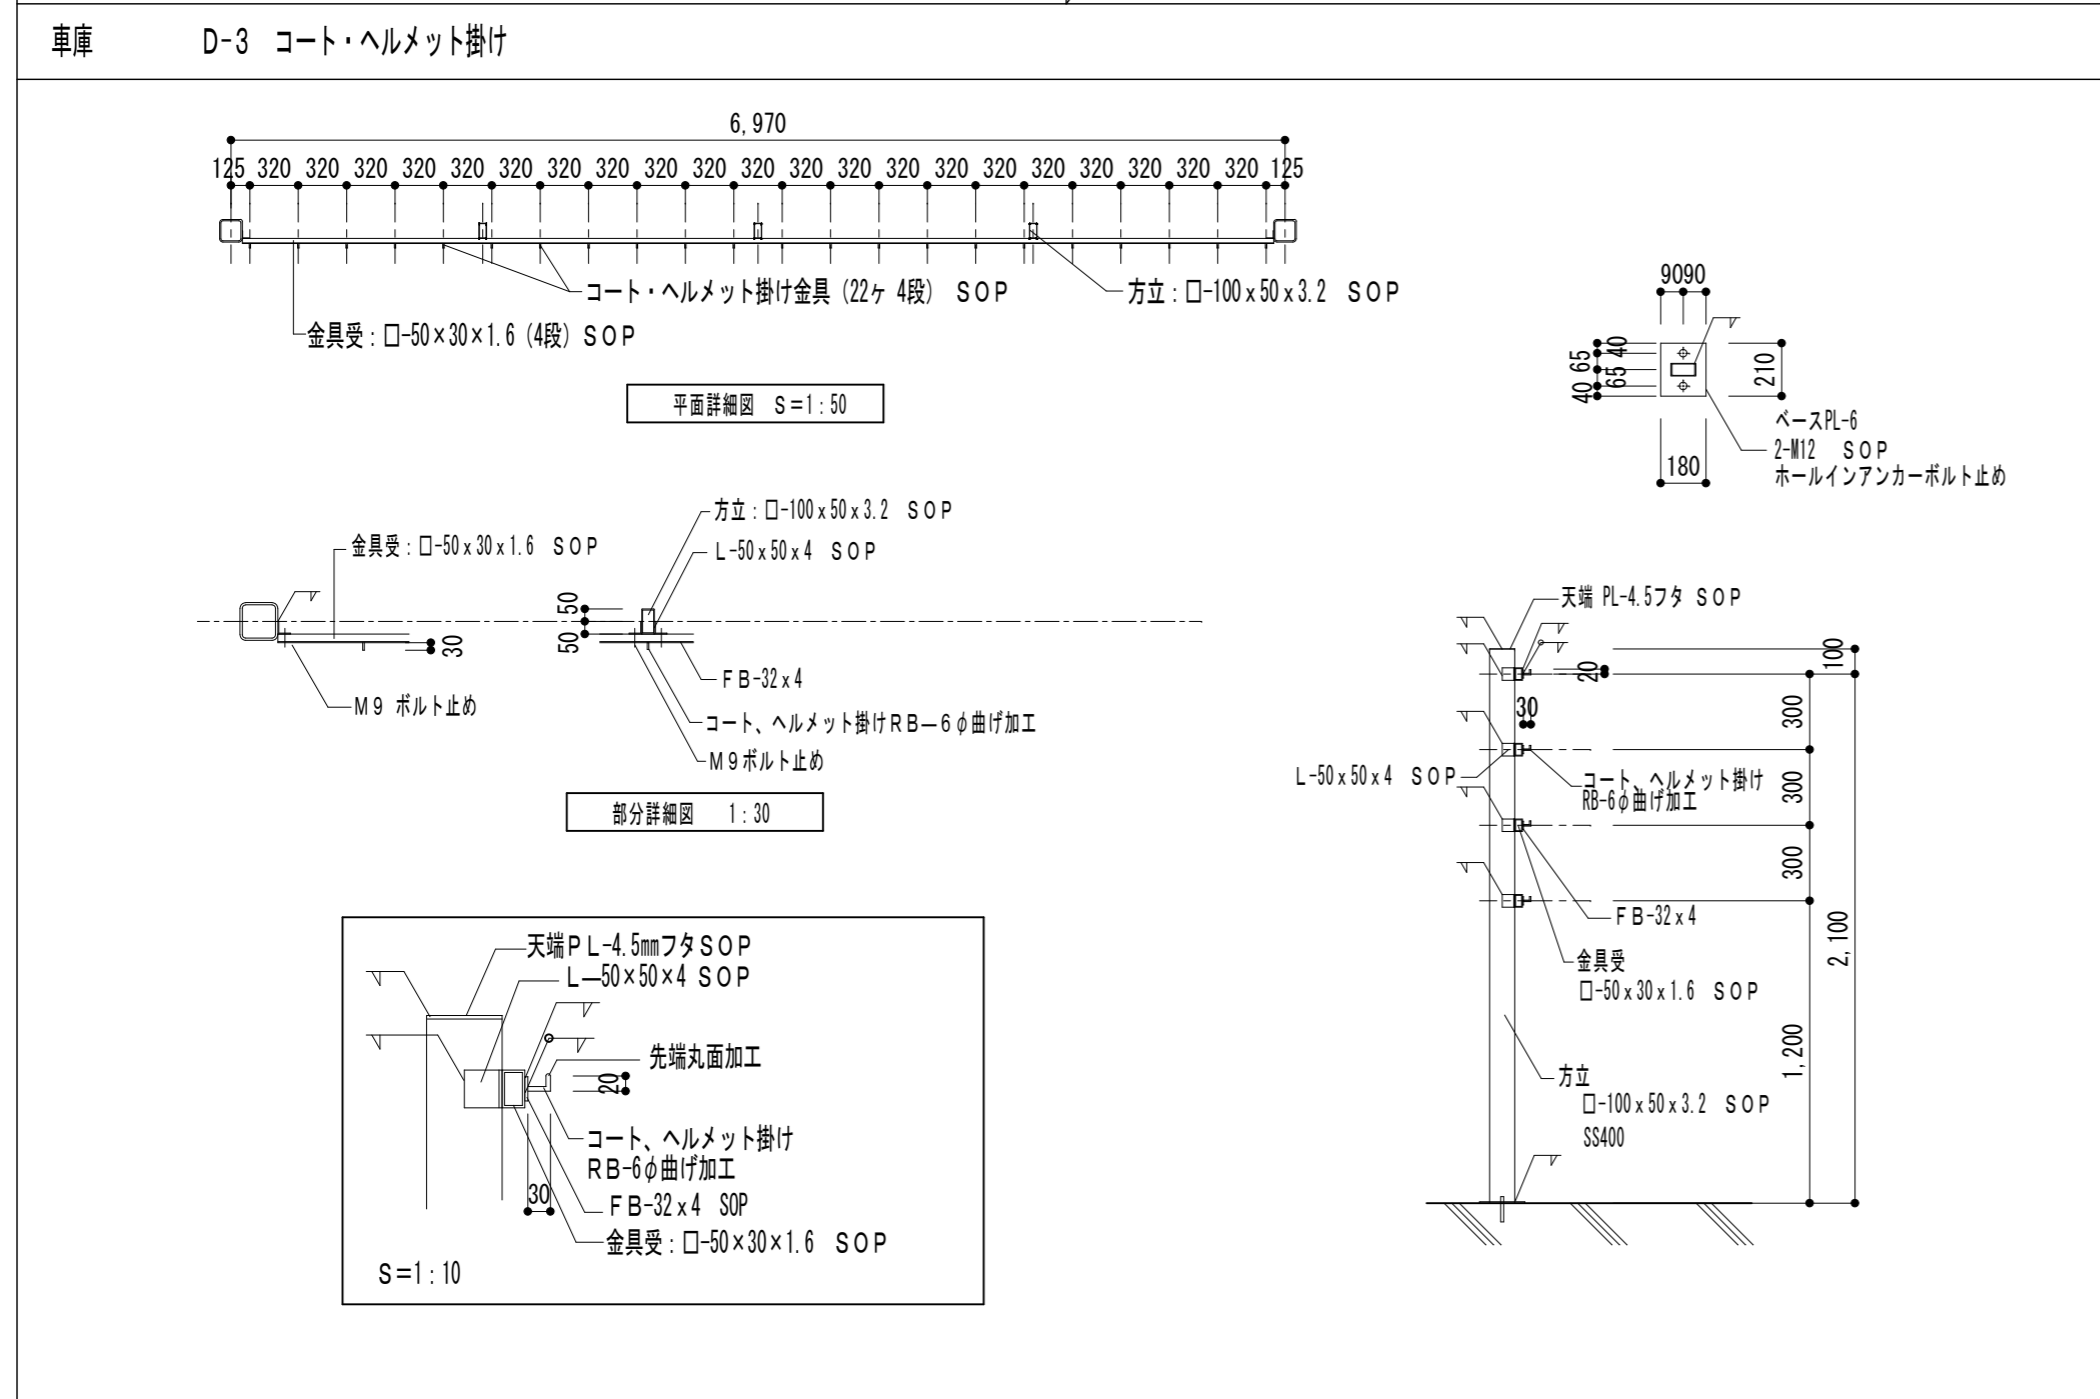 車庫 D-3 コート・ヘルメット掛け
6,970
125 320 320 320 320 320 320 320 320 320 320 320 320 320 320 320 320 320 320 320 320 320 125
コート・ヘルメット掛け金具（22ヶ 4段） SOP
方立：□-100x50x3.2 SOP
金具受：□-50×30×1.6（4段）SOP
平面詳細図 S=1:50
9090
40
65
65
40
210
180
ベースPL-6
2-M12 SOP
ホールインアンカーボルト止め
方立：□-100x50x3.2 SOP
金具受：□-50x30x1.6 SOP
L-50x50x4 SOP
50
50
30
FB-32x4
M9 ボルト止め
コート、ヘルメット掛けRB―6φ曲げ加工
M9ボルト止め
部分詳細図 1:30
天端 PL-4.5フタ SOP
100
20
30
300
L-50x50x4 SOP
コート、ヘルメット掛け
RB-6φ曲げ加工
300
300
FB-32x4
2,100
金具受
□-50x30x1.6 SOP
1,200
方立
□-100x50x3.2 SOP
SS400
天端PL-4.5mmフタSOP
L―50×50×4 SOP
先端丸面加工
20
コート、ヘルメット掛け
RB-6φ曲げ加工
30
FB-32x4 SOP
金具受：□-50×30×1.6 SOP
S=1:10